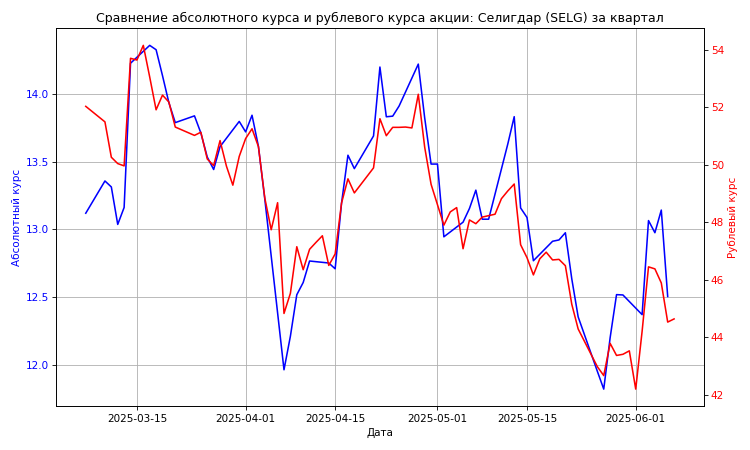 Сравнение абсолютного курса и рублевого курса акции: Селигдар (SELG) за квартал
14.0
13.5
13.0
12.5
12.0
Абсолютный курс
54
52
50
48
46
44
42
Рублевый курс
2025-03-15 2025-04-01 2025-04-15 2025-05-01 2025-05-15 2025-06-01
Дата